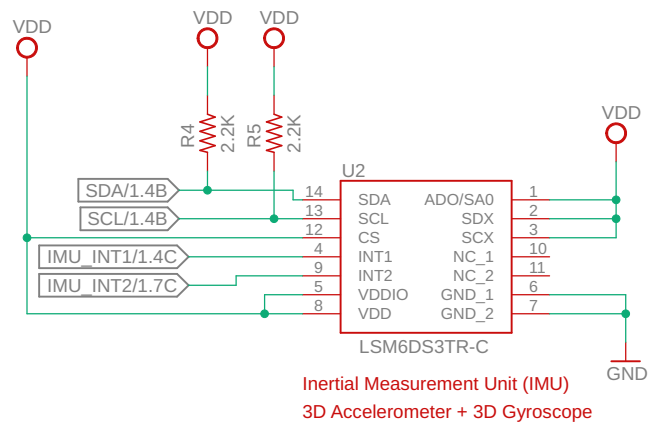 VDD
VDD
VDD
R4
2.2K
R5
2.2K
VDD
SDA/1.4B
SCL/1.4B
IMU_INT1/1.4C
IMU_INT2/1.7C
U2
14 SDA ADO/SA0 1
13 SCL SDX 2
12 CS SCX 3
4 INT1 NC_1 10
9 INT2 NC_2 11
5 VDDIO GND_1 6
8 VDD GND_2 7
LSM6DS3TR-C
GND
Inertial Measurement Unit (IMU)
3D Accelerometer + 3D Gyroscope